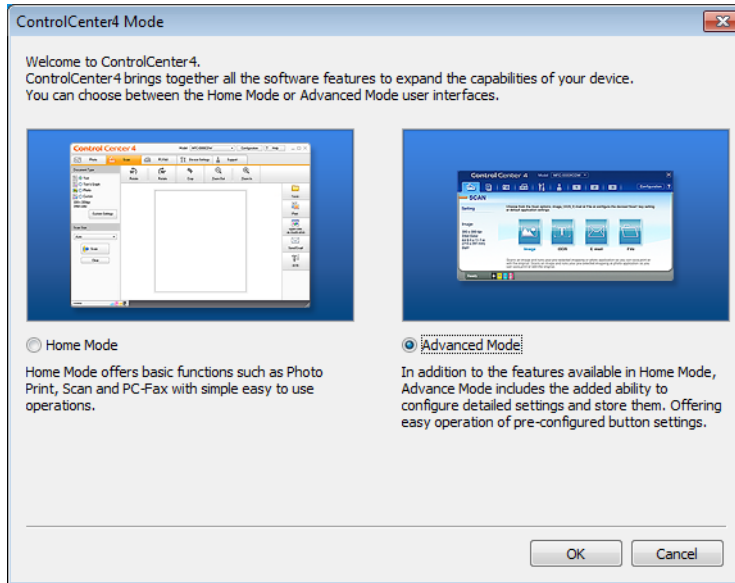 ControlCenter4 Mode
Welcome to ControlCenter4.
ControlCenter4 brings together all the software features to expand the capabilities of your device.
You can choose between the Home Mode or Advanced Mode user interfaces.
Control Center 4
Control Center 4
SCAN
Image
OCR
E-mail
File
Home Mode
Advanced Mode
Home Mode offers basic functions such as Photo
Print, Scan and PC-Fax with simple easy to use
operations.
In addition to the features available in Home Mode,
Advance Mode includes the added ability to
configure detailed settings and store them. Offering
easy operation of pre-configured button settings.
OK
Cancel